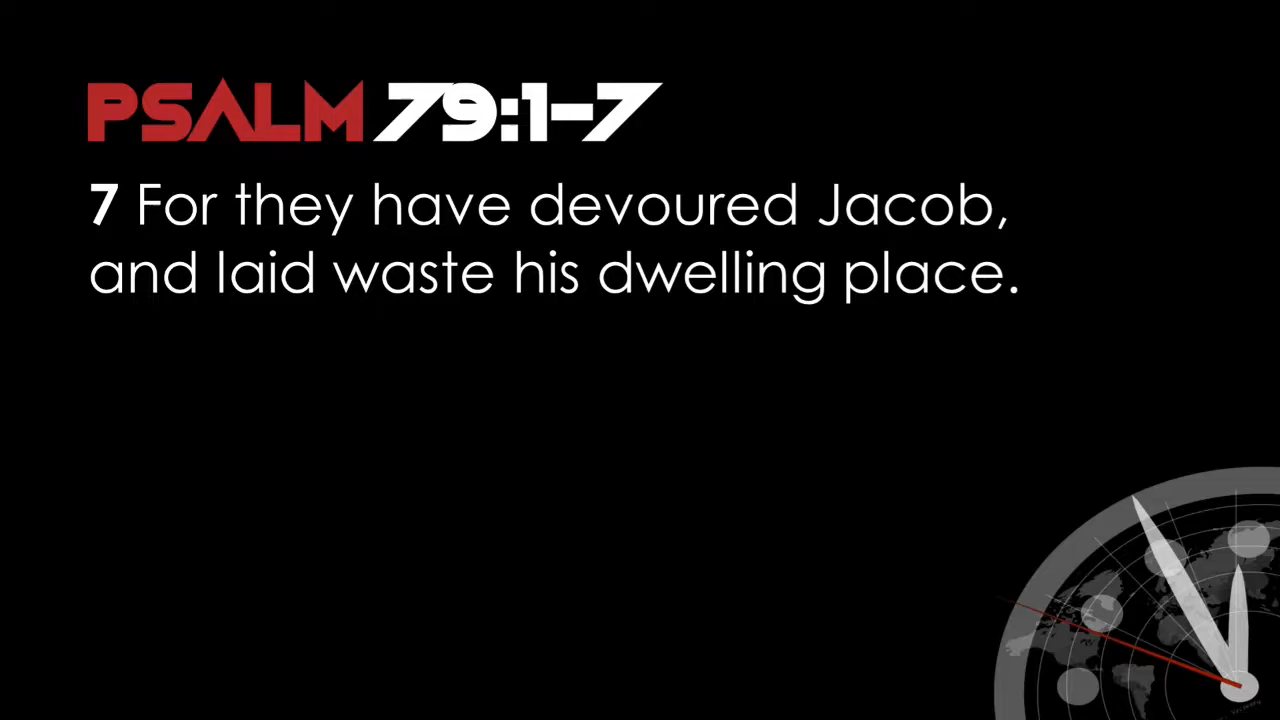 PSALM 79:1-7
7 For they have devoured Jacob,
and laid waste his dwelling place.